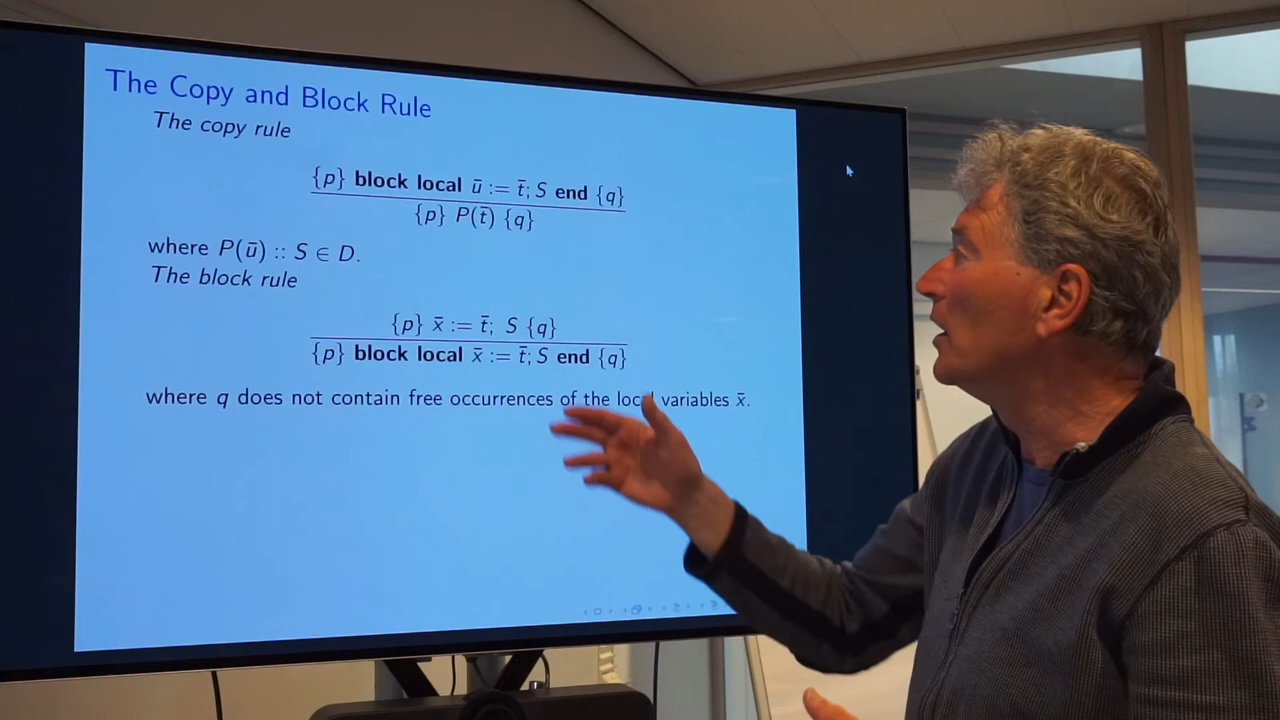 The Copy and Block Rule
The copy rule
{p} block local ū := t̄; S end {q}
{p} P(t̄) {q}
where P(ū) :: S ∈ D.
The block rule
{p} x̄ := t̄; S {q}
{p} block local x̄ := t̄; S end {q}
where q does not contain free occurrences of the local variables x̄.